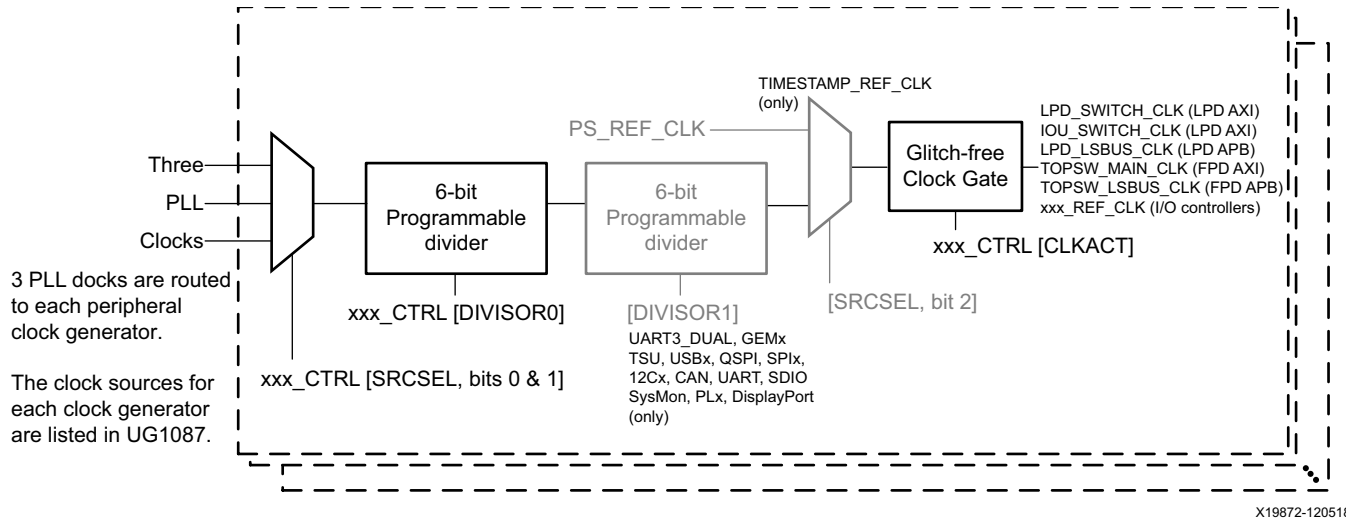 TIMESTAMP_REF_CLK
(only)
PS_REF_CLK
LPD_SWITCH_CLK (LPD AXI)
IOU_SWITCH_CLK (LPD AXI)
LPD_LSBUS_CLK (LPD APB)
TOPSW_MAIN_CLK (FPD AXI)
TOPSW_LSBUS_CLK (FPD APB)
xxx_REF_CLK (I/O controllers)
Three
PLL
Clocks
6-bit
Programmable
divider
6-bit
Programmable
divider
Glitch-free
Clock Gate
xxx_CTRL [CLKACT]
3 PLL docks are routed
to each peripheral
clock generator.
xxx_CTRL [DIVISOR0]
[DIVISOR1]
[SRCSEL, bit 2]
UART3_DUAL, GEMx
TSU, USBx, QSPI, SPIx,
12Cx, CAN, UART, SDIO
SysMon, PLx, DisplayPort
(only)
xxx_CTRL [SRCSEL, bits 0 & 1]
The clock sources for
each clock generator
are listed in UG1087.
X19872-120518